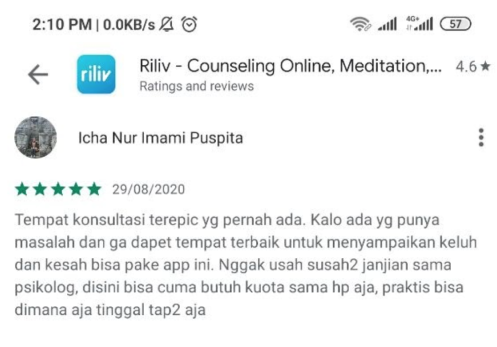 2:10 PM | 0.0KB/s
4G+
57
riliv
Riliv - Counseling Online, Meditation,...
4.6★
Ratings and reviews
Icha Nur Imami Puspita
29/08/2020
Tempat konsultasi terepic yg pernah ada. Kalo ada yg punya
masalah dan ga dapet tempat terbaik untuk menyampaikan keluh
dan kesah bisa pake app ini. Nggak usah susah2 janjian sama
psikolog, disini bisa cuma butuh kuota sama hp aja, praktis bisa
dimana aja tinggal tap2 aja